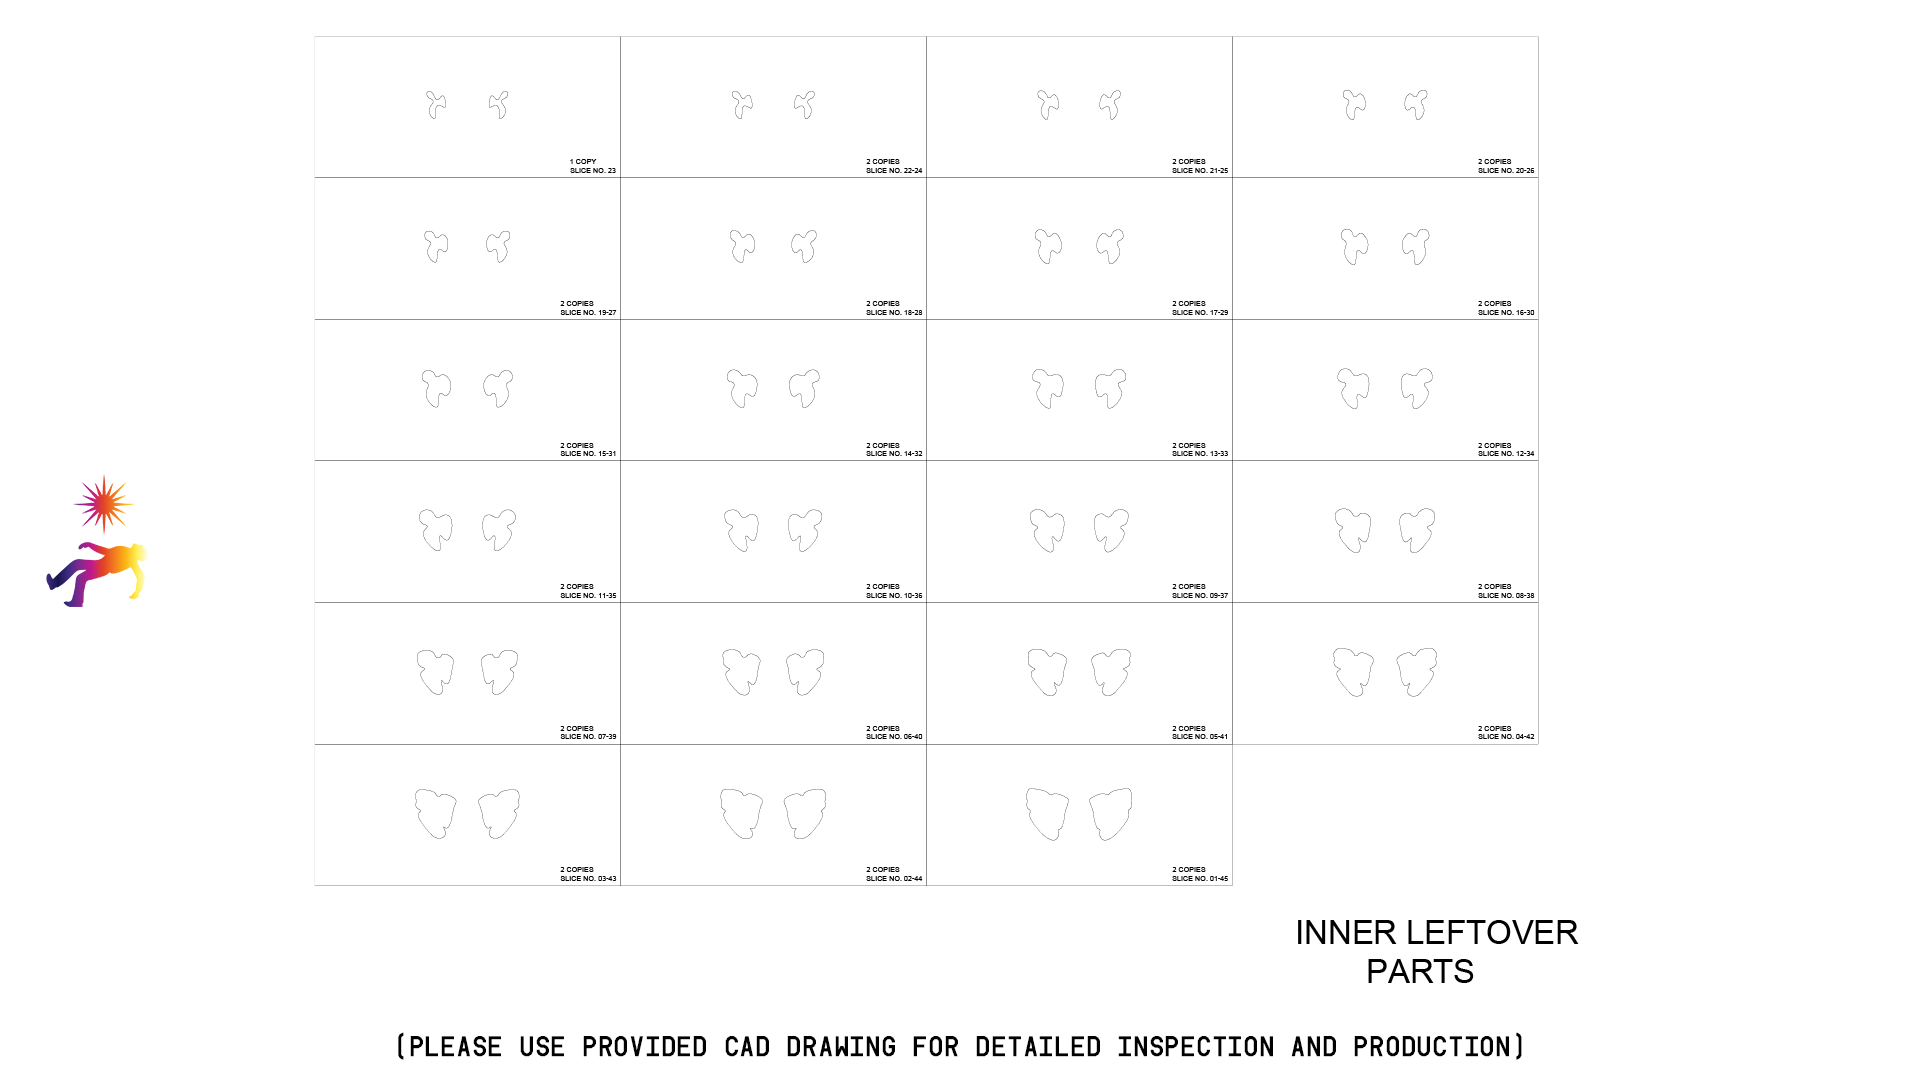 1 COPY
SLICE NO. 23
2 COPIES
SLICE NO. 22-24
2 COPIES
SLICE NO. 21-25
2 COPIES
SLICE NO. 20-26
2 COPIES
SLICE NO. 19-27
2 COPIES
SLICE NO. 18-28
2 COPIES
SLICE NO. 17-29
2 COPIES
SLICE NO. 16-30
2 COPIES
SLICE NO. 15-31
2 COPIES
SLICE NO. 14-32
2 COPIES
SLICE NO. 13-33
2 COPIES
SLICE NO. 12-34
2 COPIES
SLICE NO. 11-35
2 COPIES
SLICE NO. 10-36
2 COPIES
SLICE NO. 09-37
2 COPIES
SLICE NO. 08-38
2 COPIES
SLICE NO. 07-39
2 COPIES
SLICE NO. 06-40
2 COPIES
SLICE NO. 05-41
2 COPIES
SLICE NO. 04-42
2 COPIES
SLICE NO. 03-43
2 COPIES
SLICE NO. 02-44
2 COPIES
SLICE NO. 01-45
INNER LEFTOVER
PARTS
(PLEASE USE PROVIDED CAD DRAWING FOR DETAILED INSPECTION AND PRODUCTION)